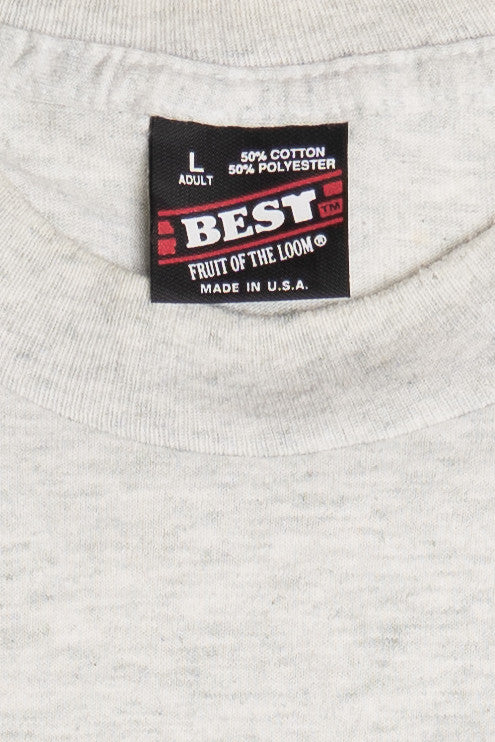 L
ADULT
50% COTTON
50% POLYESTER
BEST™
FRUIT OF THE LOOM®
MADE IN U.S.A.